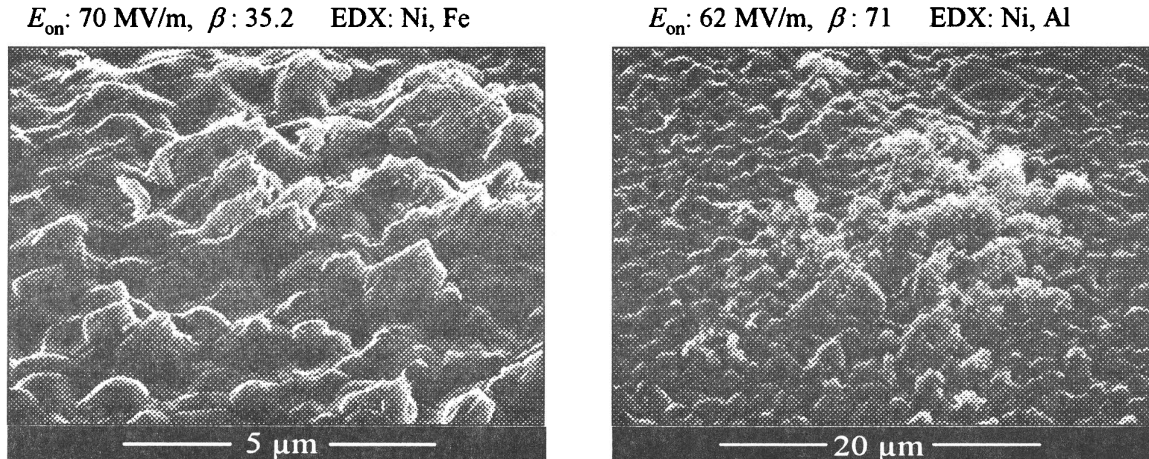 E_on: 70 MV/m, β: 35.2 EDX: Ni, Fe
E_on: 62 MV/m, β: 71 EDX: Ni, Al
5 μm
20 μm